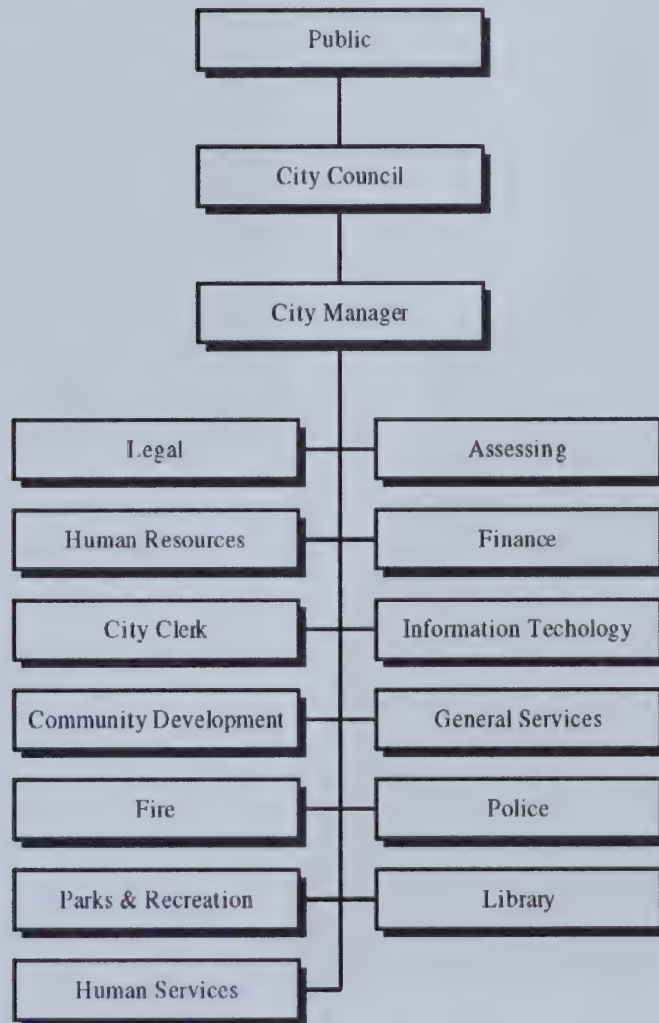 Public
City Council
City Manager
Legal
Assessing
Human Resources
Finance
City Clerk
Information Techology
Community Development
General Services
Fire
Police
Parks & Recreation
Library
Human Services